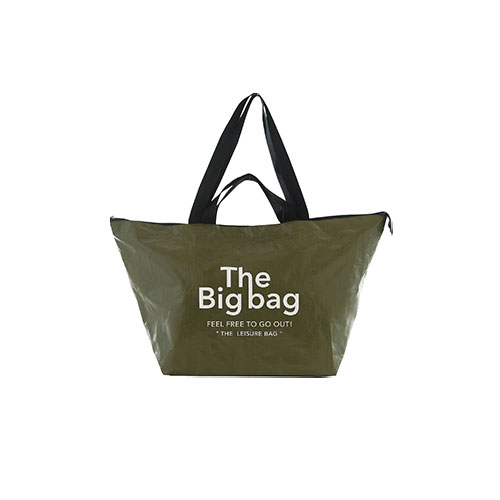 The
Big bag
FEEL FREE TO GO OUT!
" THE LEISURE BAG "